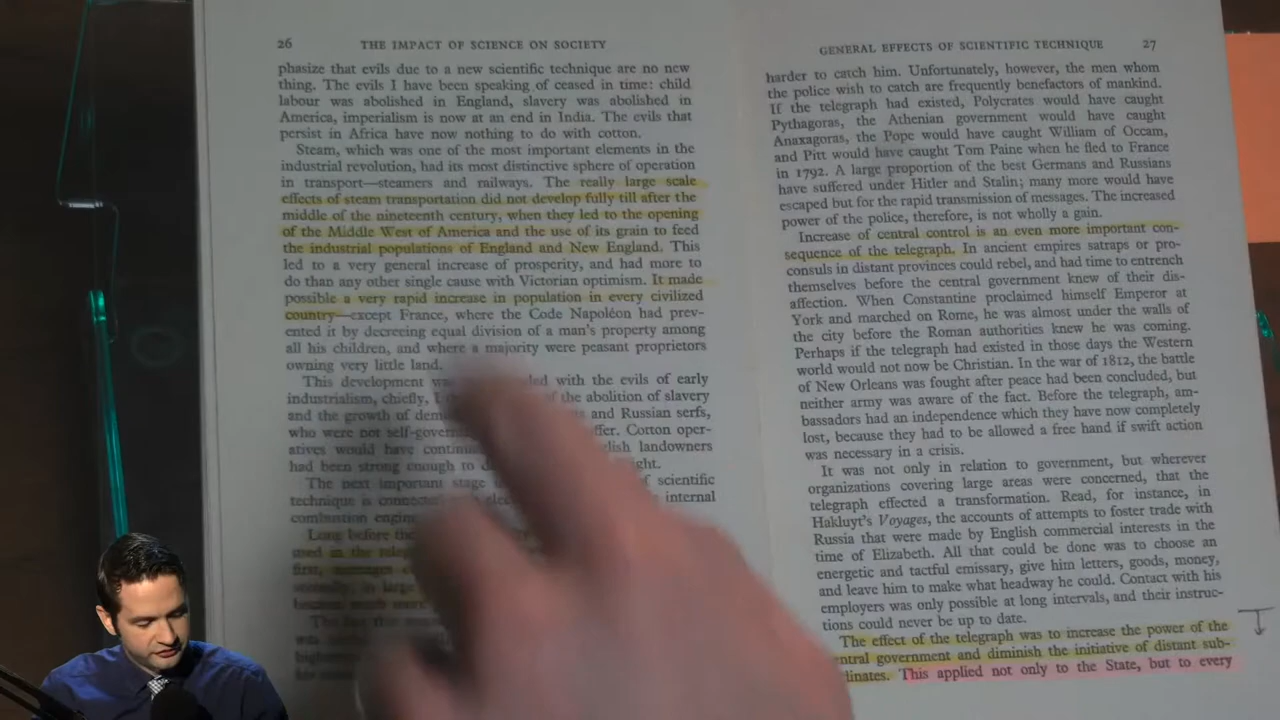 26
THE IMPACT OF SCIENCE ON SOCIETY
phasize that evils due to a new scientific technique are no new
thing. The evils I have been speaking of ceased in time: child
labour was abolished in England, slavery was abolished in
America, imperialism is now at an end in India. The evils that
persist in Africa have now nothing to do with cotton.
Steam, which was one of the most important elements in the
industrial revolution, had its most distinctive sphere of operation
in transport—steamers and railways. The really large scale
effects of steam transportation did not develop fully till after the
middle of the nineteenth century, when they led to the opening
of the Middle West of America and the use of its grain to feed
the industrial populations of England and New England. This
led to a very general increase of prosperity, and had more to
do than any other single cause with Victorian optimism. It made
possible a very rapid increase in population in every civilized
country—except France, where the Code Napoléon had prev-
ented it by decreeing equal division of a man's property among
all his children, and where a majority were peasant proprietors
owning very little land.
This development with the evils of early
industrialism, chiefly, of the abolition of slavery
and the growth of and Russian serfs,
who were not Cotton oper-
atives would have landowners
had been strong enough to
The next important stage of scientific
technique is internal
combustion
Long before the
used in the
first, messages
GENERAL EFFECTS OF SCIENTIFIC TECHNIQUE
27
harder to catch him. Unfortunately, however, the men whom
the police wish to catch are frequently benefactors of mankind.
If the telegraph had existed, Polycrates would have caught
Pythagoras, the Athenian government would have caught
Anaxagoras, the Pope would have caught William of Occam,
and Pitt would have caught Tom Paine when he fled to France
in 1792. A large proportion of the best Germans and Russians
have suffered under Hitler and Stalin; many more would have
escaped but for the rapid transmission of messages. The increased
power of the police, therefore, is not wholly a gain.
Increase of central control is an even more important con-
sequence of the telegraph. In ancient empires satraps or pro-
consuls in distant provinces could rebel, and had time to entrench
themselves before the central government knew of their dis-
affection. When Constantine proclaimed himself Emperor at
York and marched on Rome, he was almost under the walls of
the city before the Roman authorities knew he was coming.
Perhaps if the telegraph had existed in those days the Western
world would not now be Christian. In the war of 1812, the battle
of New Orleans was fought after peace had been concluded, but
neither army was aware of the fact. Before the telegraph, am-
bassadors had an independence which they have now completely
lost, because they had to be allowed a free hand if swift action
was necessary in a crisis.
It was not only in relation to government, but wherever
organizations covering large areas were concerned, that the
telegraph effected a transformation. Read, for instance, in
Hakluyt's Voyages, the accounts of attempts to foster trade with
Russia that were made by English commercial interests in the
time of Elizabeth. All that could be done was to choose an
energetic and tactful emissary, give him letters, goods, money,
and leave him to make what headway he could. Contact with his
employers was only possible at long intervals, and their instruc-
tions could never be up to date.
The effect of the telegraph was to increase the power of the
government and diminish the initiative of distant sub-
This applied not only to the State, but to every